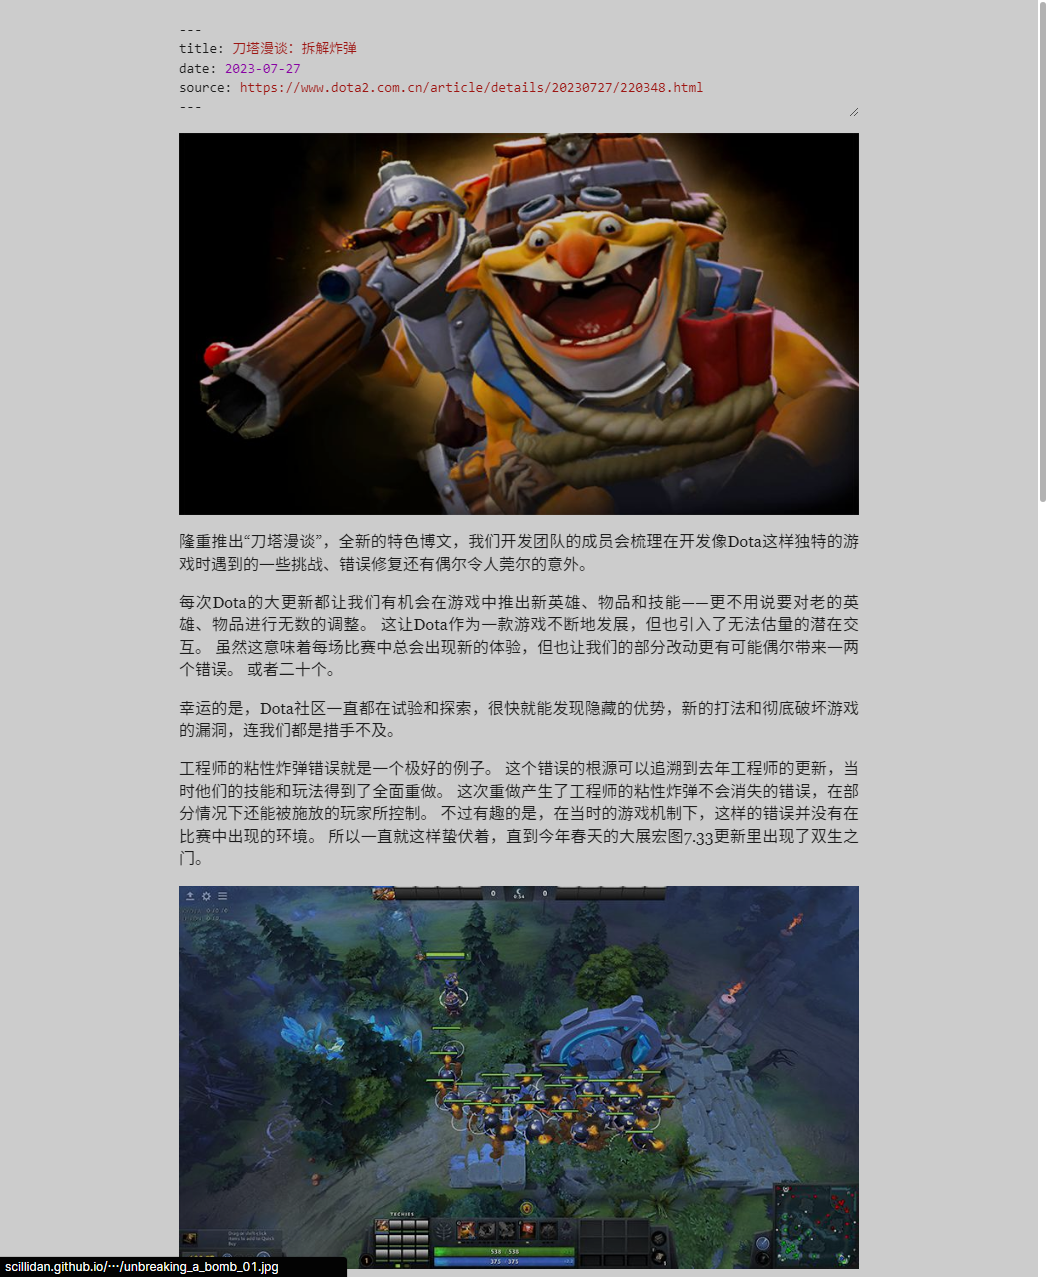 ---
title: 刀塔漫谈：拆解炸弹
date: 2023-07-27
source: https://www.dota2.com.cn/article/details/20230727/220348.html
---
隆重推出“刀塔漫谈”，全新的特色博文，我们开发团队的成员会梳理在开发像Dota这样独特的游
戏时遇到的一些挑战、错误修复还有偶尔令人莞尔的意外。
每次Dota的大更新都让我们有机会在游戏中推出新英雄、物品和技能——更不用说要对老的英
雄、物品进行无数的调整。 这让Dota作为一款游戏不断地发展，但也引入了无法估量的潜在交
互。 虽然这意味着每场比赛中总会出现新的体验，但也让我们的部分改动更有可能偶尔带来一两
个错误。 或者二十个。
幸运的是，Dota社区一直都在试验和探索，很快就能发现隐藏的优势，新的打法和彻底破坏游戏
的漏洞，连我们都是措手不及。
工程师的粘性炸弹错误就是一个极好的例子。 这个错误的根源可以追溯到去年工程师的更新，当
时他们的技能和玩法得到了全面重做。 这次重做产生了工程师的粘性炸弹不会消失的错误，在部
分情况下还能被施放的玩家所控制。 不过有趣的是，在当时的游戏机制下，这样的错误并没有在
比赛中出现的环境。 所以一直就这样蛰伏着，直到今年春天的大展宏图7.33更新里出现了双生之
门。
0 0:54 0
TECHIES
538 / 538
375 / 375
scillidan.github.io/···/unbreaking_a_bomb_01.jpg